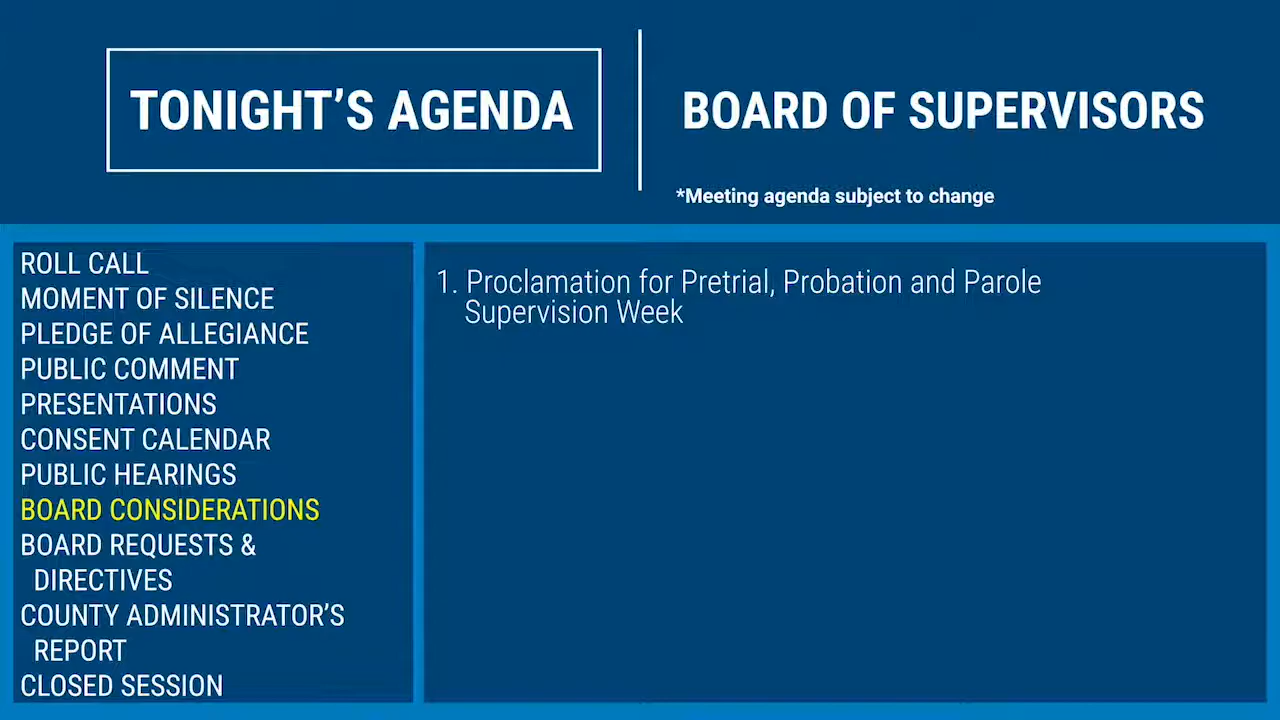 TONIGHT'S AGENDA
BOARD OF SUPERVISORS
*Meeting agenda subject to change
ROLL CALL
MOMENT OF SILENCE
PLEDGE OF ALLEGIANCE
PUBLIC COMMENT
PRESENTATIONS
CONSENT CALENDAR
PUBLIC HEARINGS
BOARD CONSIDERATIONS
BOARD REQUESTS &
DIRECTIVES
COUNTY ADMINISTRATOR'S
REPORT
CLOSED SESSION
1. Proclamation for Pretrial, Probation and Parole
Supervision Week